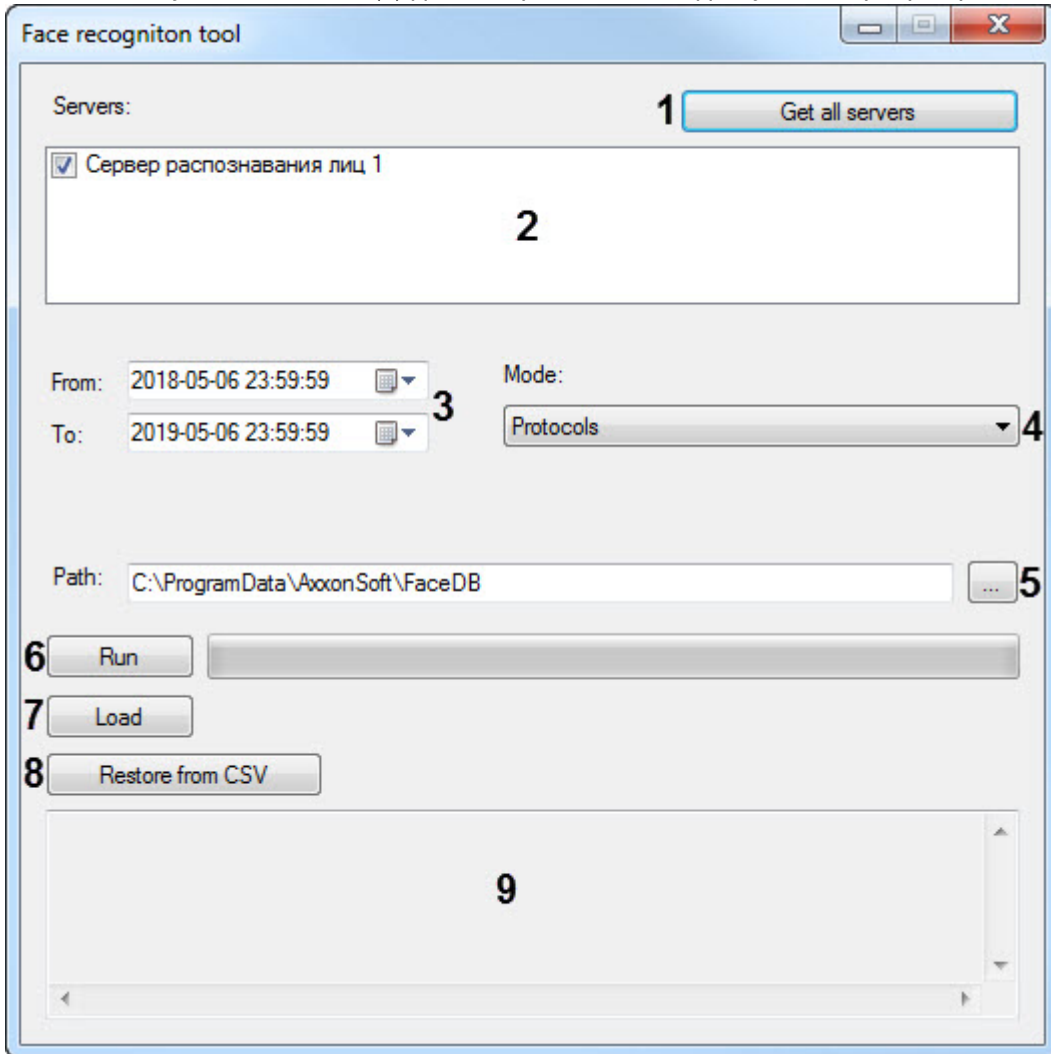 Face recogniton tool
Servers:
1 Get all servers
Сервер распознавания лиц 1
2
From: 2018-05-06 23:59:59
Mode:
3
To: 2019-05-06 23:59:59
Protocols 4
Path: C:\ProgramData\AxxonSoft\FaceDB ... 5
6 Run
7 Load
8 Restore from CSV
9